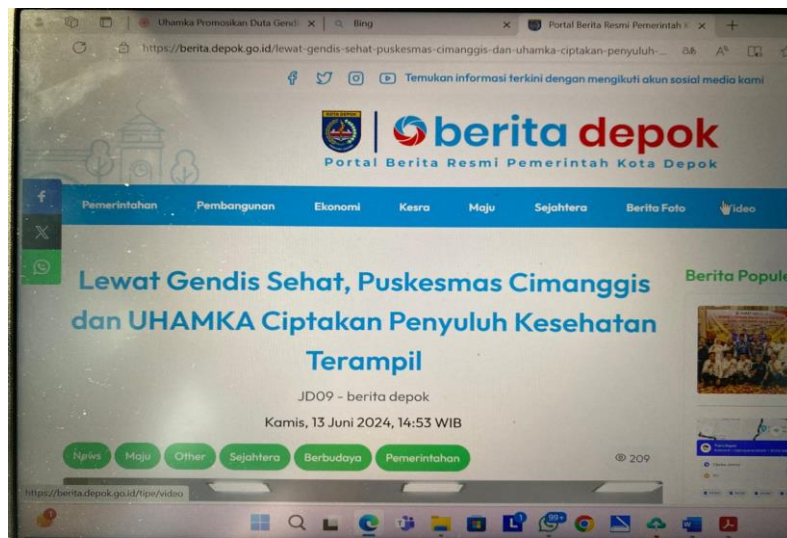 Uhamka Promosikan Duta Gendi
Bing
Portal Berita Resmi Pemerintah K
https://berita.depok.go.id/lewat-gendis-sehat-puskesmas-cimanggis-dan-uhamka-ciptakan-penyuluh-...
Temukan informasi terkini dengan mengikuti akun sosial media kami
berita depok
Portal Berita Resmi Pemerintah Kota Depok
Pemerintahan Pembangunan Ekonomi Kesra Maju Sejahtera Berita Foto Video
Lewat Gendis Sehat, Puskesmas Cimanggis
dan UHAMKA Ciptakan Penyuluh Kesehatan
Terampil
Berita Popule
JD09 - berita depok
Kamis, 13 Juni 2024, 14:53 WIB
News Maju Other Sejahtera Berbudaya Pemerintahan
209
https://berita.depok.go.id/tipe/video
99+